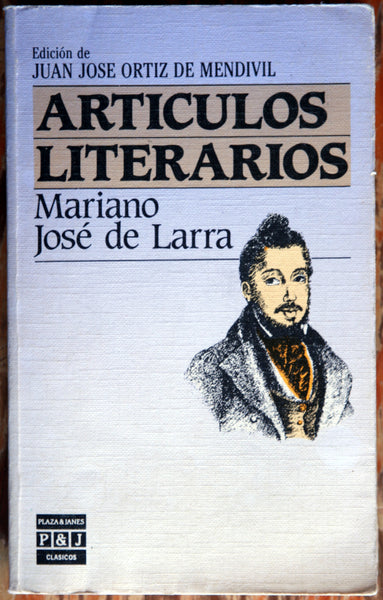 Edición de
JUAN JOSE ORTIZ DE MENDIVIL
ARTICULOS
LITERARIOS
Mariano
José de Larra
PLAZA & JANES
P&J
CLASICOS